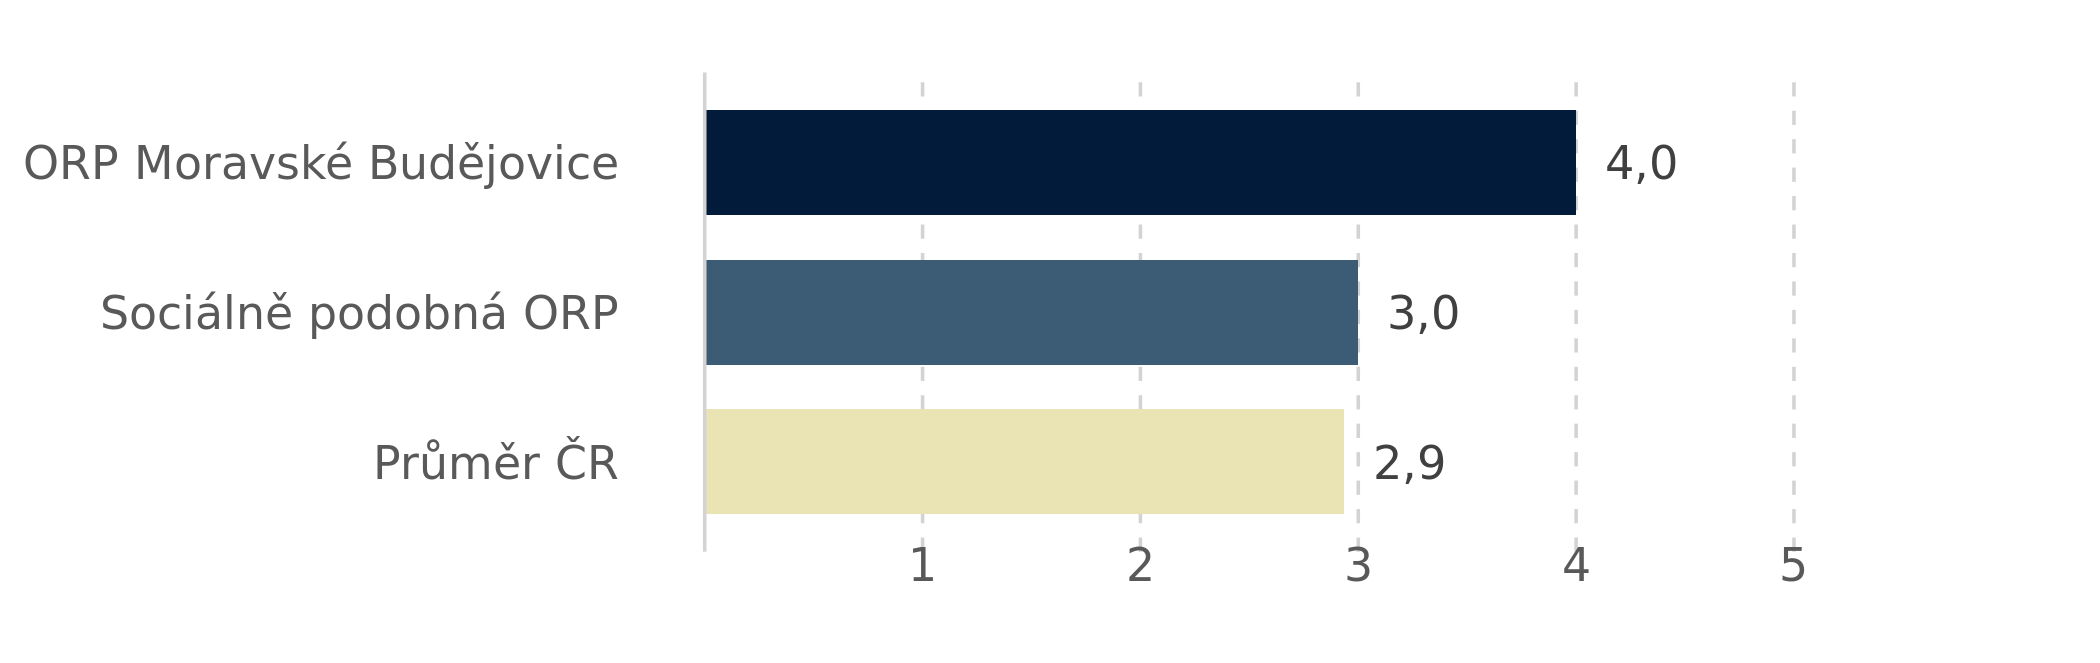 ORP Moravské Budějovice 4,0
Sociálně podobná ORP 3,0
Průměr ČR 2,9
1 2 3 4 5